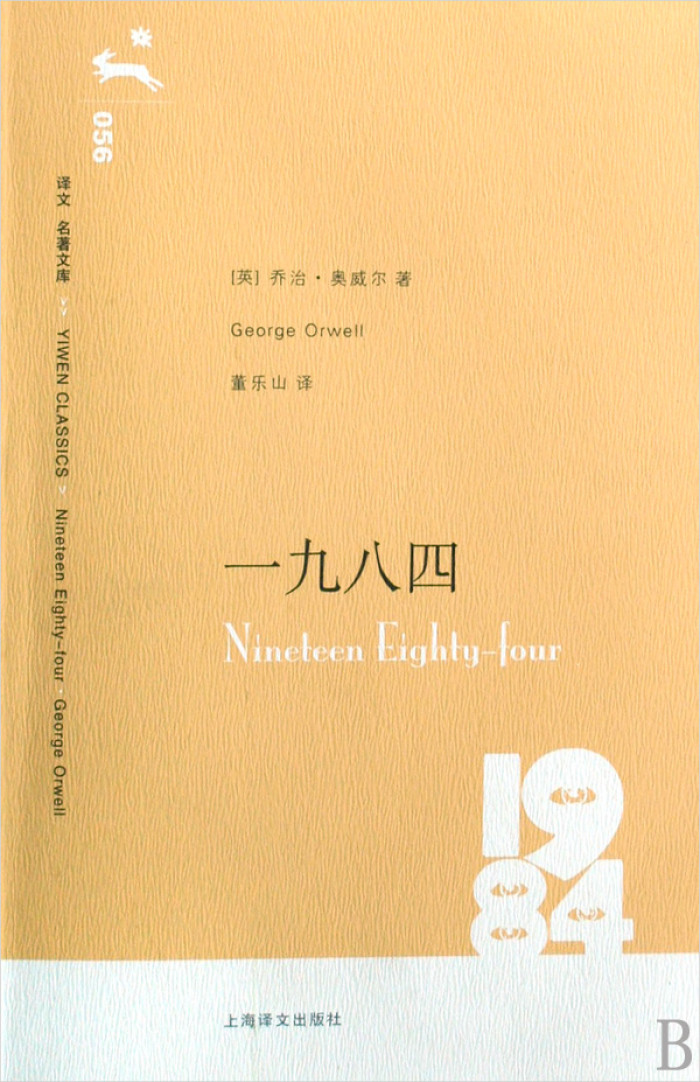 056
译文 名著文库 >> YIWEN CLASSICS > Nineteen Eighty-four · George Orwell
[英] 乔治·奥威尔 著
George Orwell
董乐山 译
一九八四
Nineteen Eighty-four
19
84
上海译文出版社
B